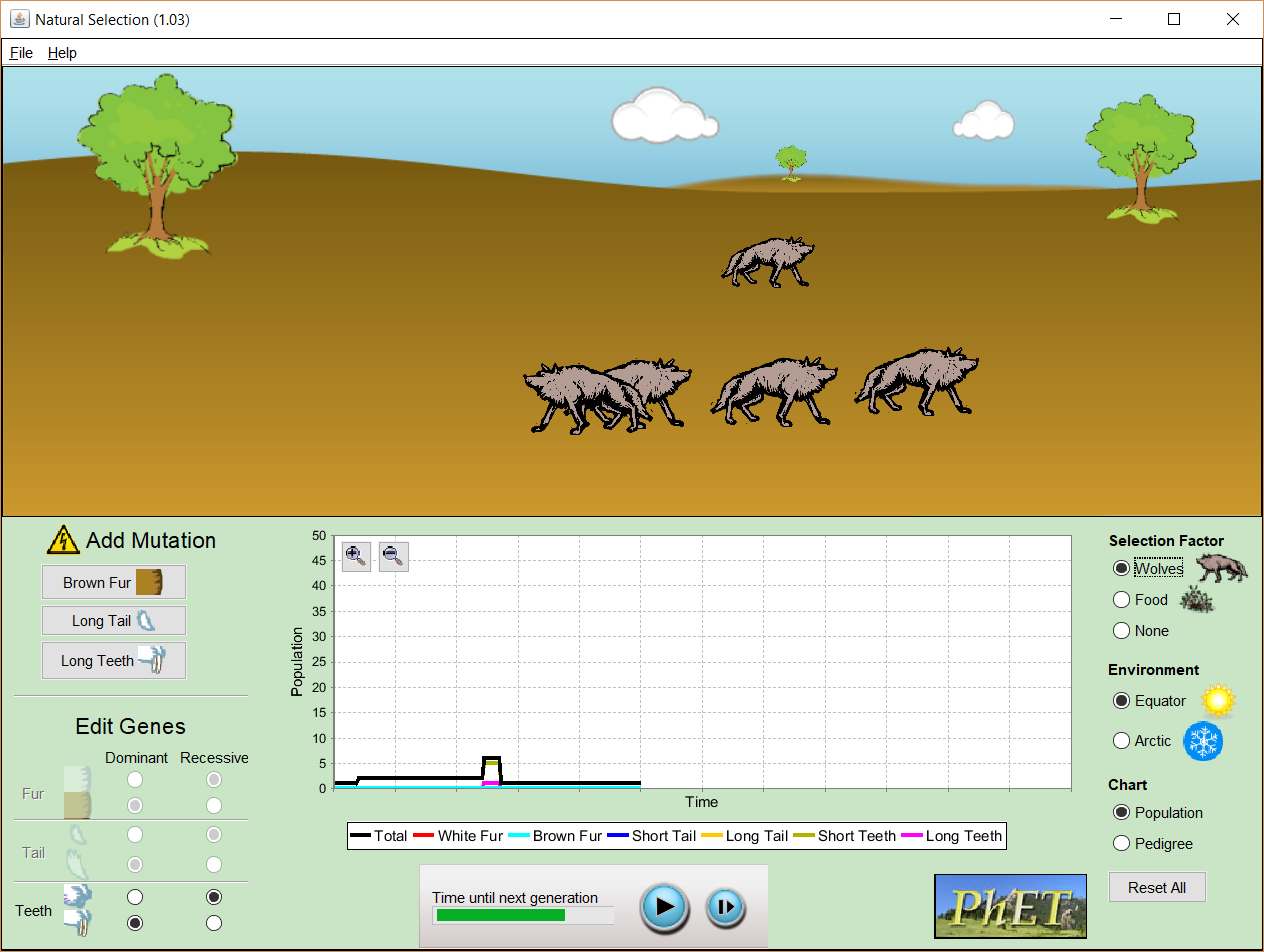 Natural Selection (1.03)
File Help
Add Mutation
Brown Fur
Long Tail
Long Teeth
Edit Genes
Dominant Recessive
Fur
Tail
Teeth
50
45
40
35
30
25
20
15
10
5
0
Population
Time
Total White Fur Brown Fur Short Tail Long Tail Short Teeth Long Teeth
Time until next generation
Selection Factor
Wolves
Food
None
Environment
Equator
Arctic
Chart
Population
Pedigree
Reset All
PhET